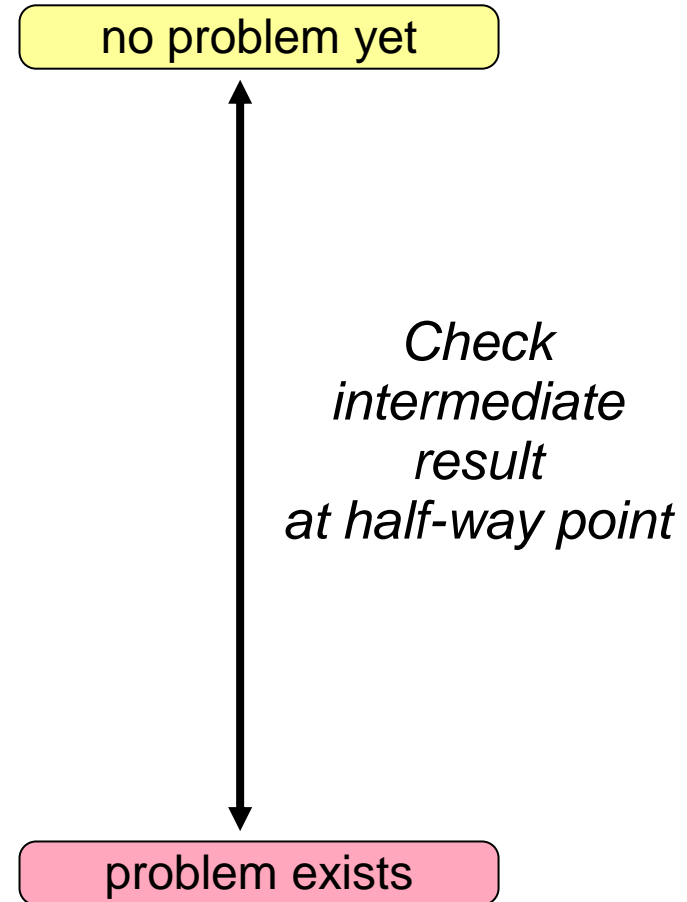 no problem yet
Check
intermediate
result
at half-way point
problem exists